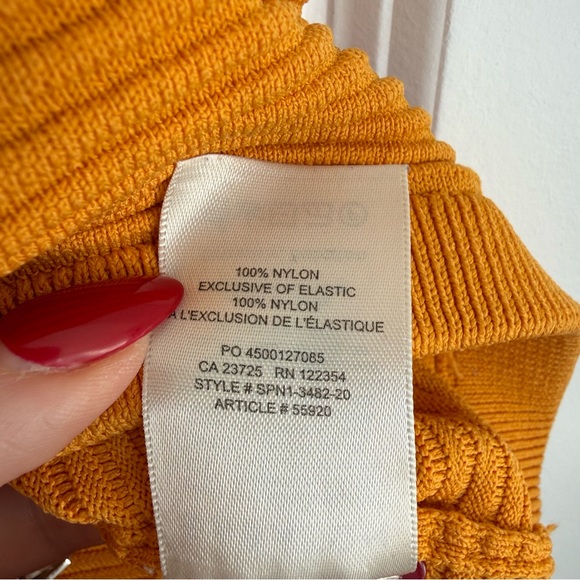 100% NYLON
EXCLUSIVE OF ELASTIC
100% NYLON
À L'EXCLUSION DE L'ÉLASTIQUE
PO 4500127085
CA 23725 RN 122354
STYLE # SPN1-3482-20
ARTICLE # 55920